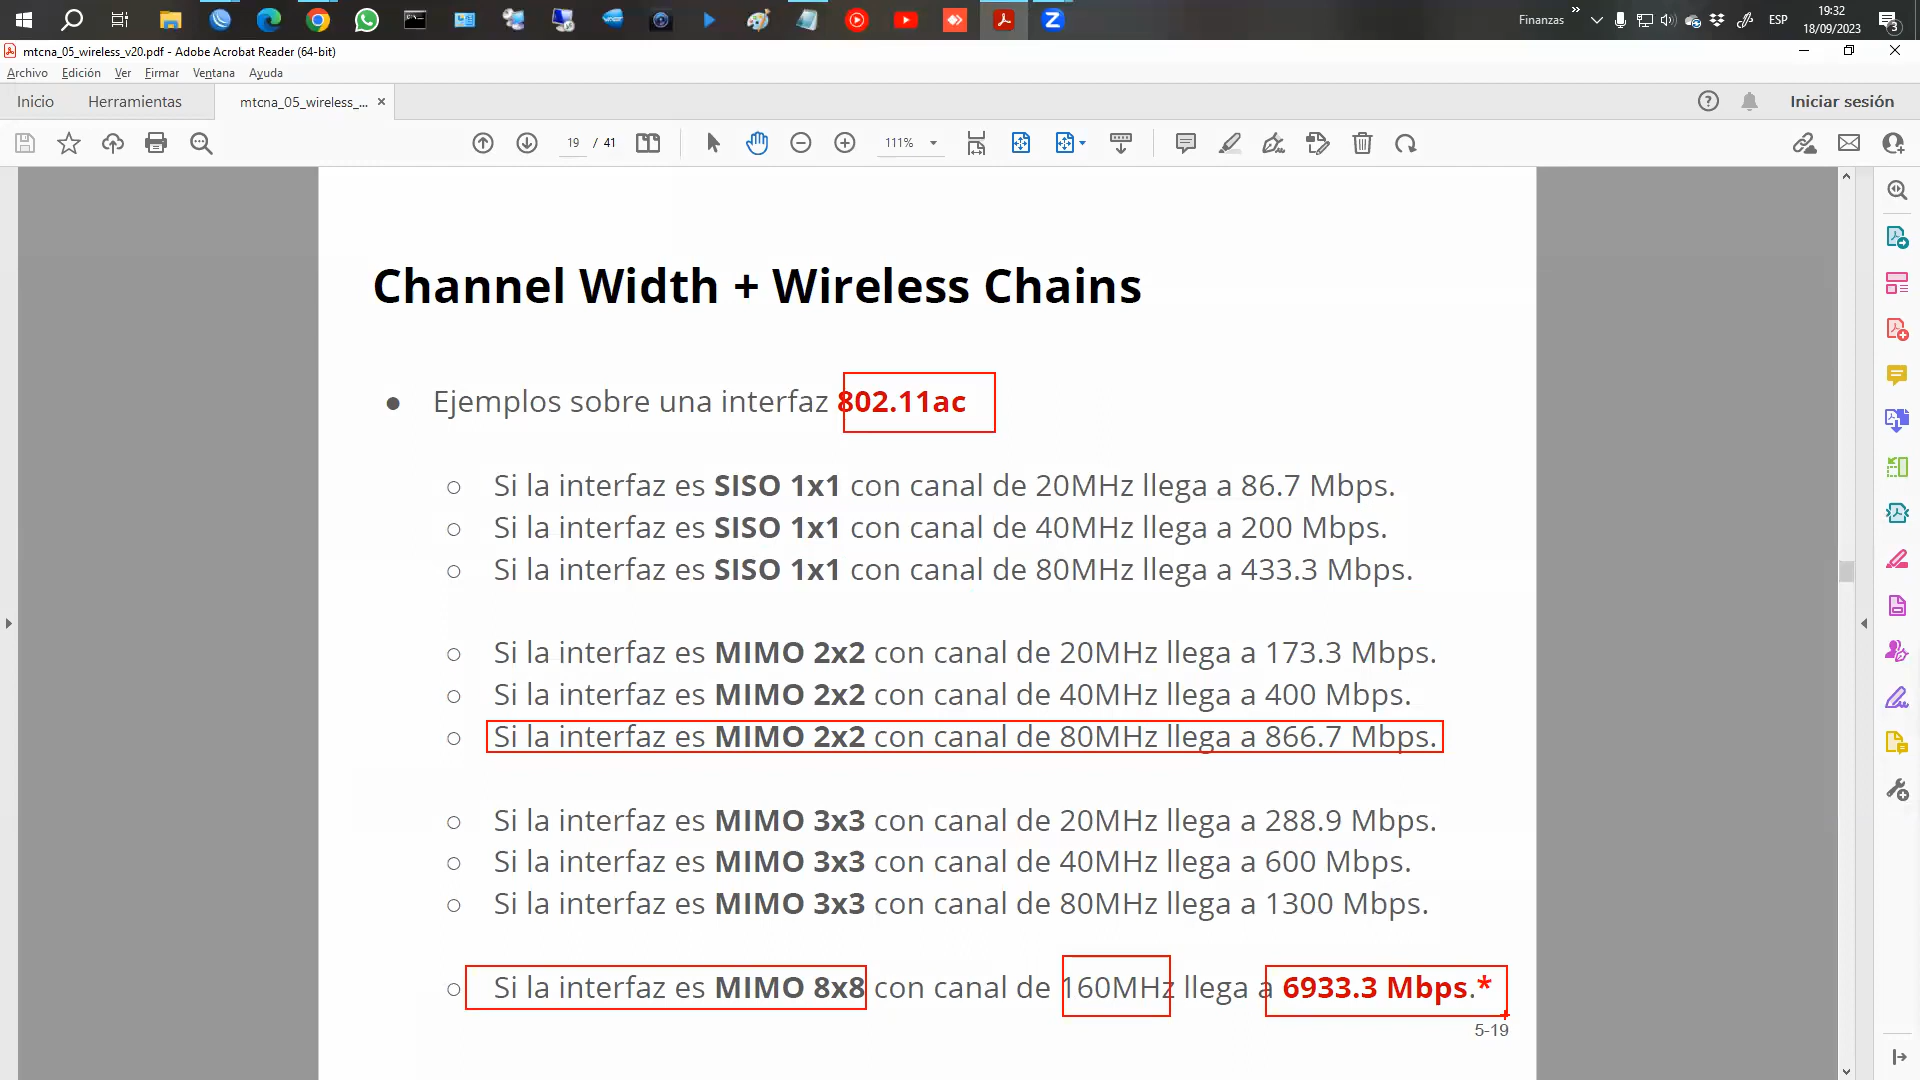 Finanzas
ESP
19:32
18/09/2023
3
mtcna_05_wireless_v20.pdf - Adobe Acrobat Reader (64-bit)
Archivo Edición Ver Firmar Ventana Ayuda
Inicio Herramientas mtcna_05_wireless_... × Iniciar sesión
19 / 41 111%
Channel Width + Wireless Chains
● Ejemplos sobre una interfaz 802.11ac
○ Si la interfaz es SISO 1x1 con canal de 20MHz llega a 86.7 Mbps.
○ Si la interfaz es SISO 1x1 con canal de 40MHz llega a 200 Mbps.
○ Si la interfaz es SISO 1x1 con canal de 80MHz llega a 433.3 Mbps.
○ Si la interfaz es MIMO 2x2 con canal de 20MHz llega a 173.3 Mbps.
○ Si la interfaz es MIMO 2x2 con canal de 40MHz llega a 400 Mbps.
○ Si la interfaz es MIMO 2x2 con canal de 80MHz llega a 866.7 Mbps.
○ Si la interfaz es MIMO 3x3 con canal de 20MHz llega a 288.9 Mbps.
○ Si la interfaz es MIMO 3x3 con canal de 40MHz llega a 600 Mbps.
○ Si la interfaz es MIMO 3x3 con canal de 80MHz llega a 1300 Mbps.
○ Si la interfaz es MIMO 8x8 con canal de 160MHz llega a 6933.3 Mbps.*
5-19